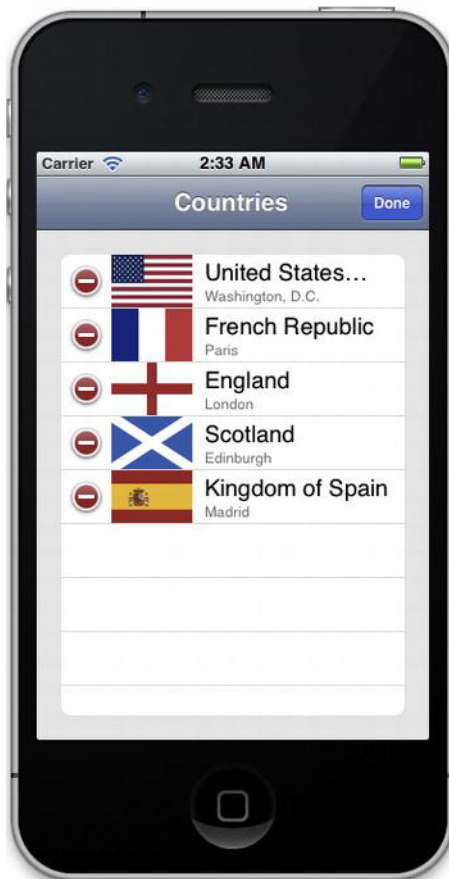 Carrier 2:33 AM
Countries Done
United States...
Washington, D.C.
French Republic
Paris
England
London
Scotland
Edinburgh
Kingdom of Spain
Madrid